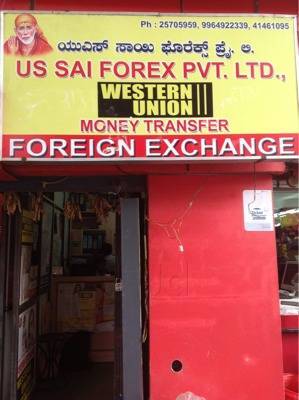 Ph : 25705959, 9964922339, 41461095
ಯುಎಸ್ ಸಾಯಿ ಫೊರೆಕ್ಸ್ ಪ್ರೈ. ಲಿ.
US SAI FOREX PVT. LTD.,
WESTERN
UNION
MONEY TRANSFER
FOREIGN EXCHANGE